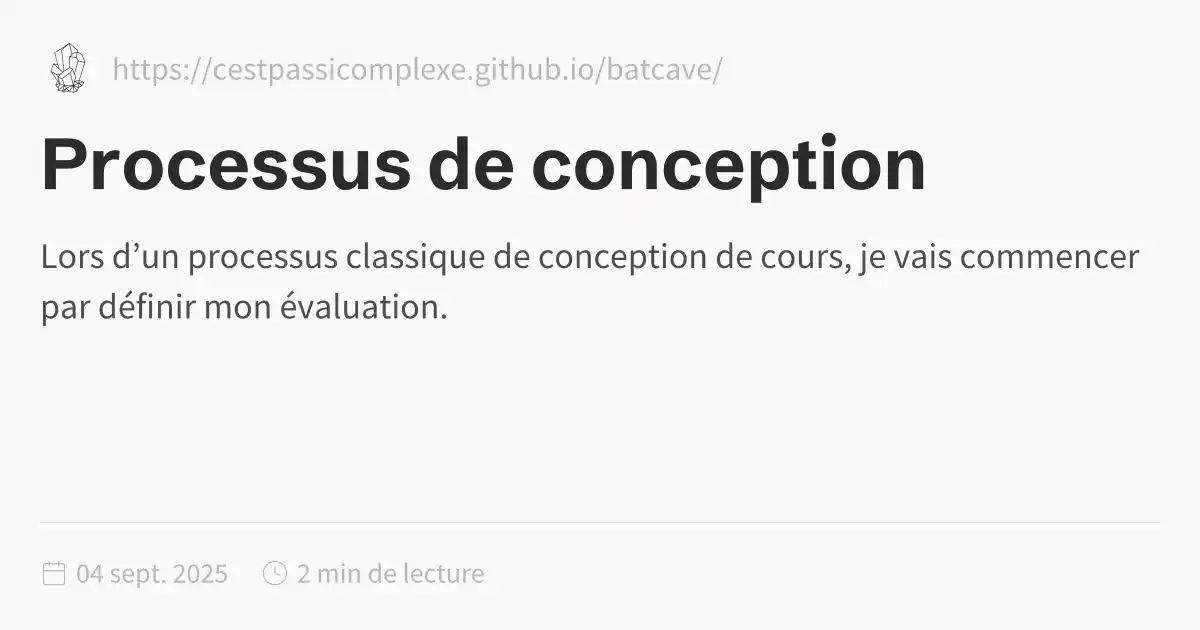 https://cestpassicomplexe.github.io/batcave/
Processus de conception
Lors d’un processus classique de conception de cours, je vais commencer
par définir mon évaluation.
04 sept. 2025
2 min de lecture